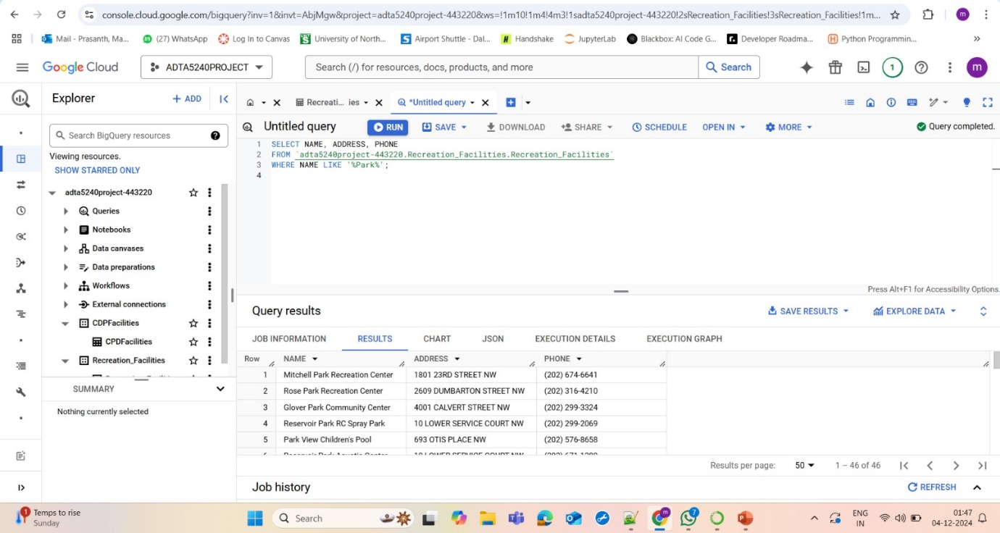 console.cloud.google.com/bigquery?inv=1&invt=AbjMgw&project=adta5240project-443220&ws=!1m10!1m4!4m3!1sadta5240project-443220!2sRecreation_Facilities!3sRecreation_Facilities!1m...
m
Mail - Prasanth, Ma... (27) WhatsApp Log In to Canvas University of North... Airport Shuttle - Dal... Handshake JupyterLab Blackbox: AI Code G... Developer Roadma... Python Programmin... »
Google Cloud ADTA5240PROJECT Search (/) for resources, docs, products, and more Search 1 m
Explorer + ADD
Recreati... ies *Untitled query
Search BigQuery resources
Untitled query RUN SAVE DOWNLOAD SHARE SCHEDULE OPEN IN MORE Query completed.
Viewing resources.
SHOW STARRED ONLY
adta5240project-443220
Queries
Notebooks
Data canvases
Data preparations
Workflows
External connections
CDPFacilities
CPDFacilities
Recreation_Facilities
SUMMARY
Nothing currently selected
1 SELECT NAME, ADDRESS, PHONE
2 FROM `adta5240project-443220.Recreation_Facilities.Recreation_Facilities`
3 WHERE NAME LIKE '%Park%';
4
Press Alt+F1 for Accessibility Options.
Query results SAVE RESULTS EXPLORE DATA
JOB INFORMATION RESULTS CHART JSON EXECUTION DETAILS EXECUTION GRAPH
Row NAME ADDRESS PHONE
1 Mitchell Park Recreation Center 1801 23RD STREET NW (202) 674-6641
2 Rose Park Recreation Center 2609 DUMBARTON STREET NW (202) 316-4210
3 Glover Park Community Center 4001 CALVERT STREET NW (202) 299-3324
4 Reservoir Park RC Spray Park 10 LOWER SERVICE COURT NW (202) 299-2069
5 Park View Children's Pool 693 OTIS PLACE NW (202) 576-8658
Results per page: 50 1 – 46 of 46
Job history REFRESH
1 Temps to rise
Sunday
Search
7
ENG
IN
01:47
04-12-2024